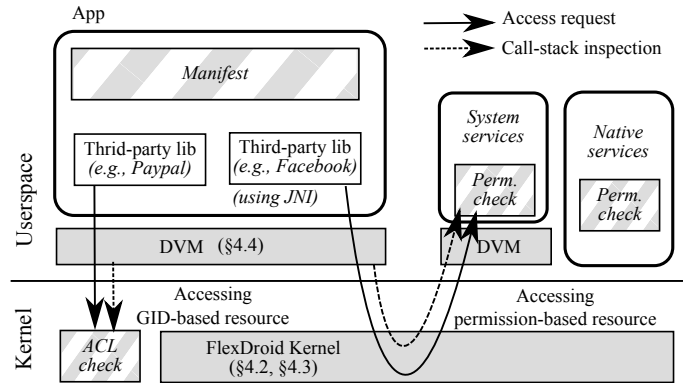 App
Access request
Call-stack inspection
Manifest
Thrid-party lib
(e.g., Paypal)
Third-party lib
(e.g., Facebook)
(using JNI)
System
services
Perm.
check
Native
services
Perm.
check
Userspace
DVM (§4.4)
DVM
Kernel
Accessing
GID-based resource
Accessing
permission-based resource
ACL
check
FlexDroid Kernel
(§4.2, §4.3)